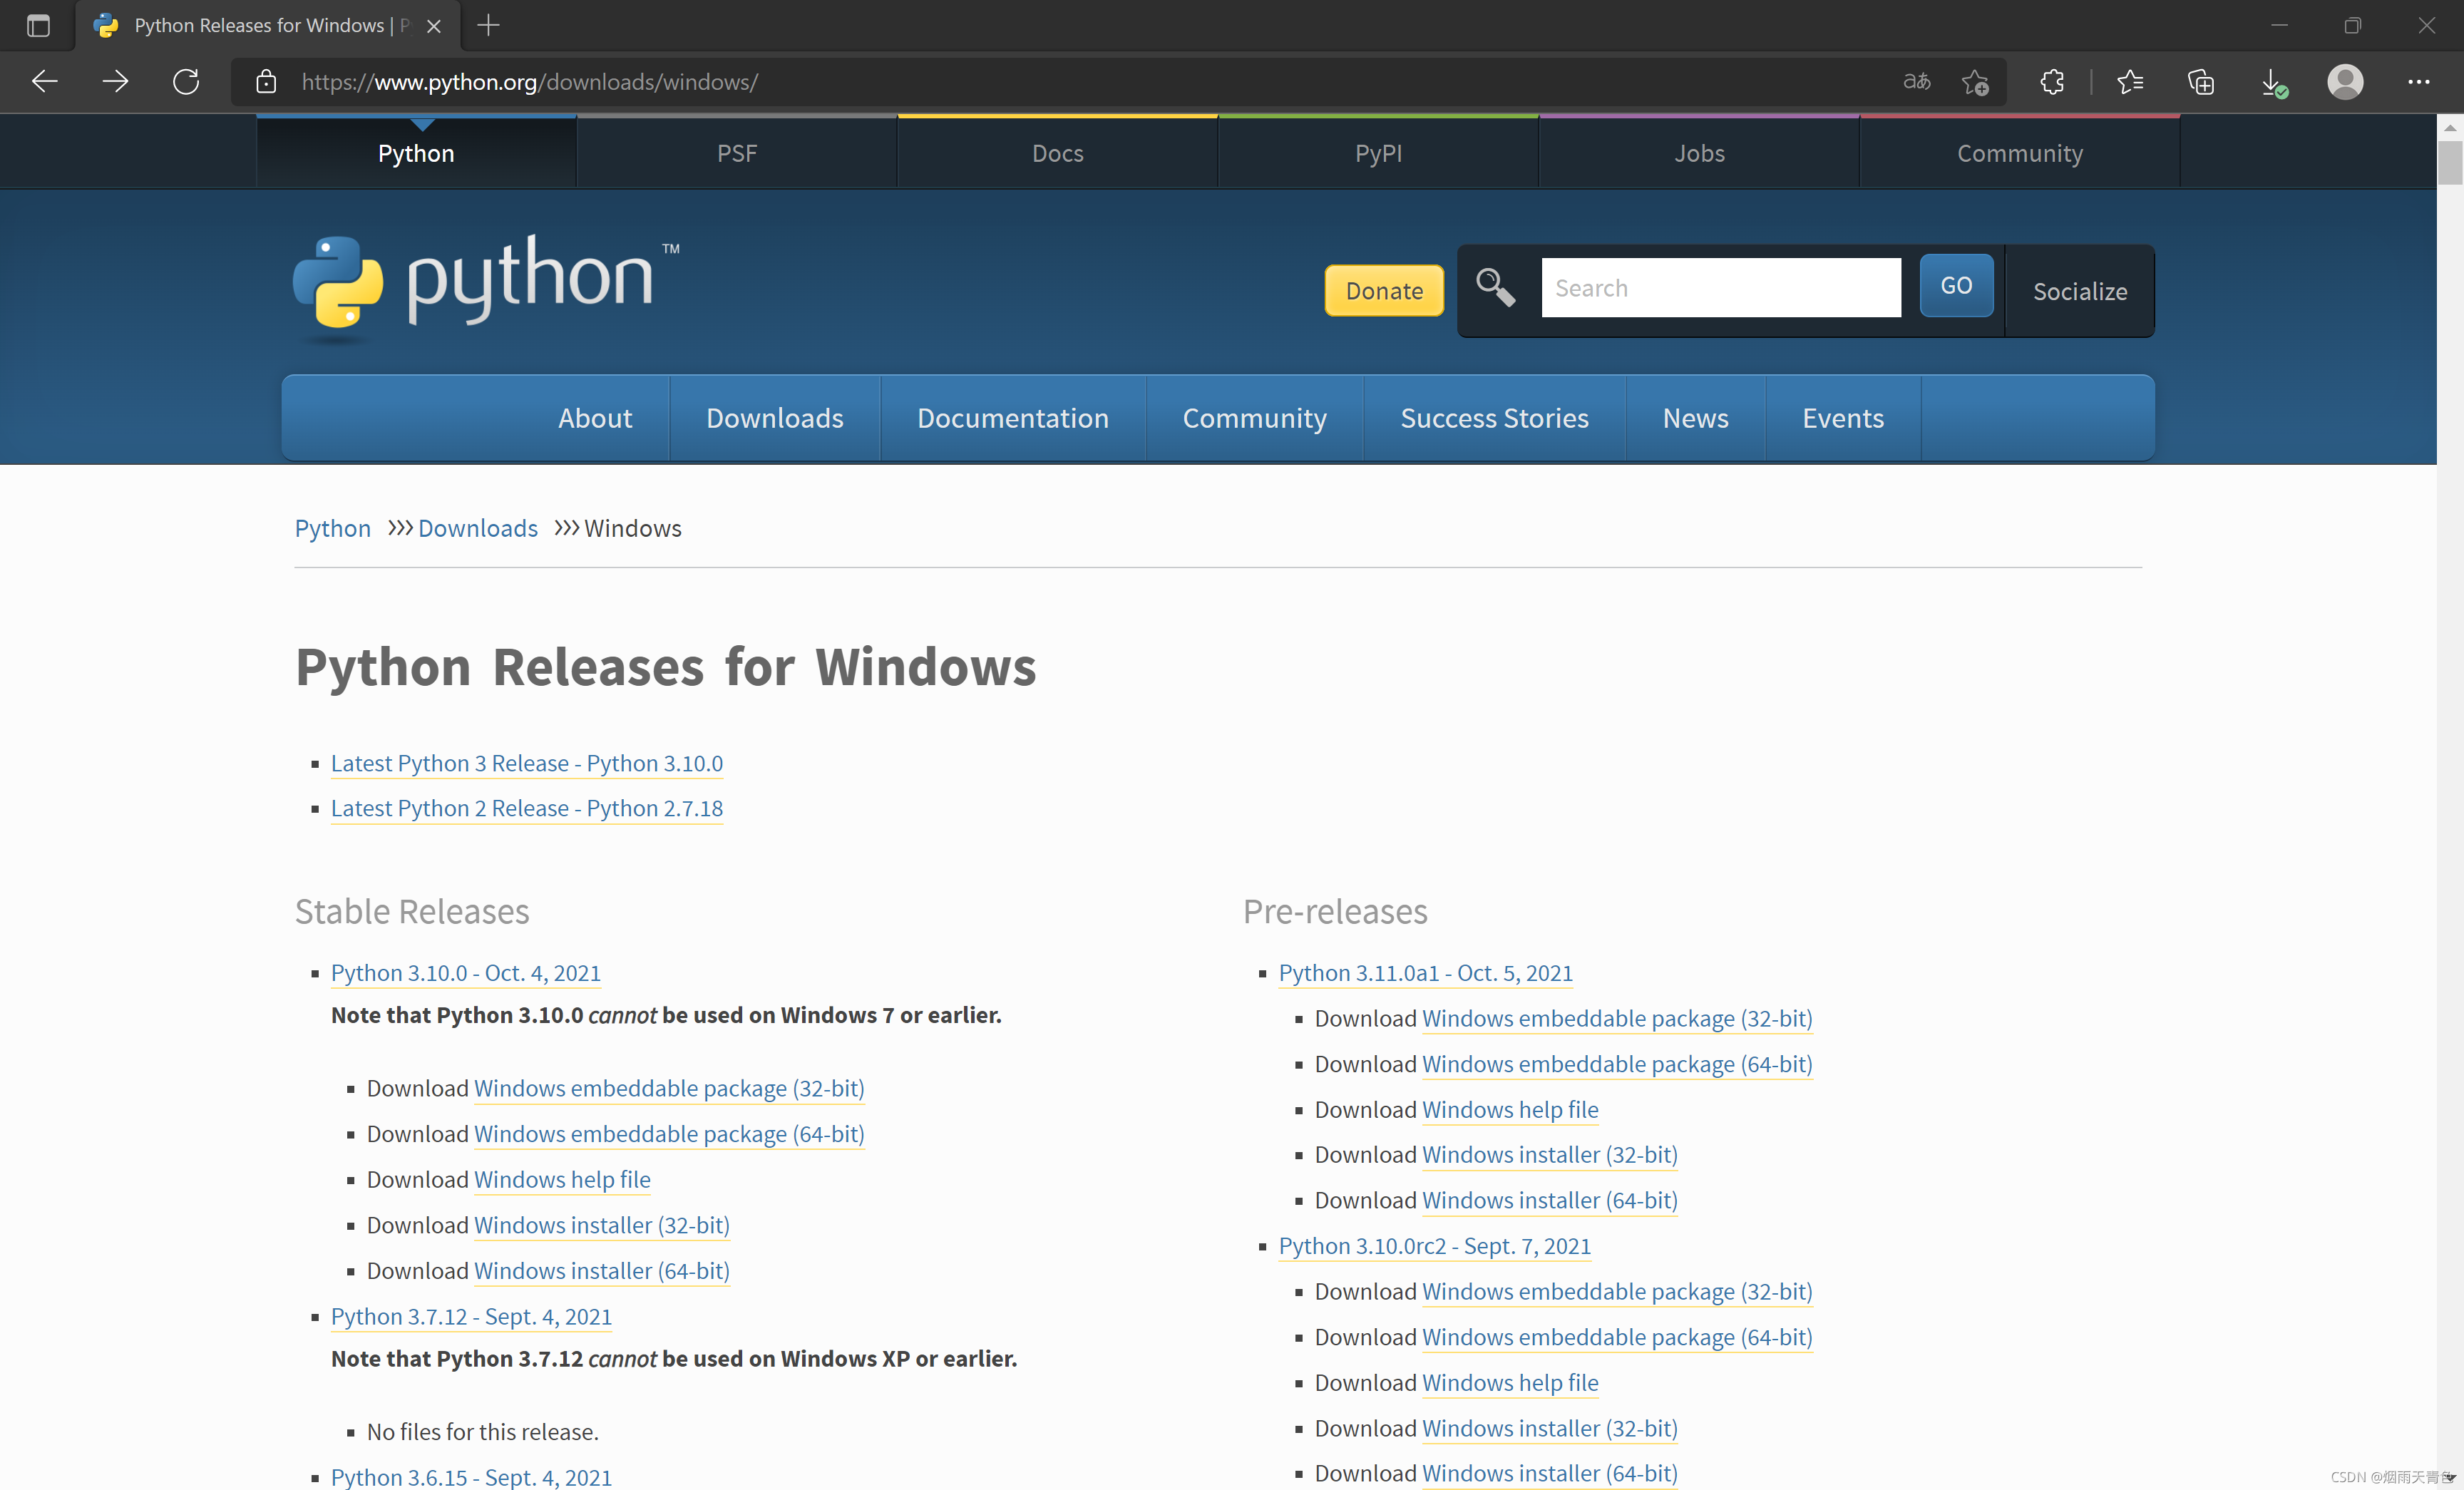 Python Releases for Windows | P
https://www.python.org/downloads/windows/
aあ
Python
PSF
Docs
PyPI
Jobs
Community
python™
Donate
Search
GO
Socialize
About
Downloads
Documentation
Community
Success Stories
News
Events
Python >>> Downloads >>> Windows
Python Releases for Windows
Latest Python 3 Release - Python 3.10.0
Latest Python 2 Release - Python 2.7.18
Stable Releases
Python 3.10.0 - Oct. 4, 2021
Note that Python 3.10.0 cannot be used on Windows 7 or earlier.
Download Windows embeddable package (32-bit)
Download Windows embeddable package (64-bit)
Download Windows help file
Download Windows installer (32-bit)
Download Windows installer (64-bit)
Python 3.7.12 - Sept. 4, 2021
Note that Python 3.7.12 cannot be used on Windows XP or earlier.
No files for this release.
Python 3.6.15 - Sept. 4, 2021
Pre-releases
Python 3.11.0a1 - Oct. 5, 2021
Download Windows embeddable package (32-bit)
Download Windows embeddable package (64-bit)
Download Windows help file
Download Windows installer (32-bit)
Download Windows installer (64-bit)
Python 3.10.0rc2 - Sept. 7, 2021
Download Windows embeddable package (32-bit)
Download Windows embeddable package (64-bit)
Download Windows help file
Download Windows installer (32-bit)
Download Windows installer (64-bit)
CSDN @烟雨天青色